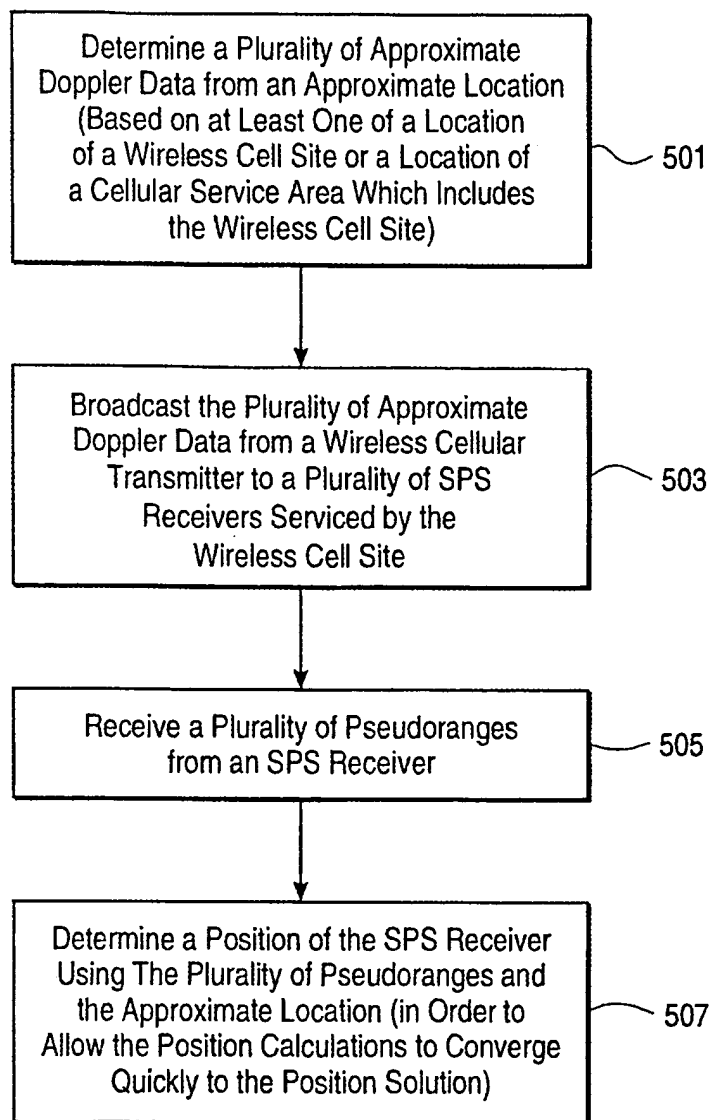 Determine a Plurality of Approximate
Doppler Data from an Approximate Location
(Based on at Least One of a Location
of a Wireless Cell Site or a Location of
a Cellular Service Area Which Includes
the Wireless Cell Site)
501
Broadcast the Plurality of Approximate
Doppler Data from a Wireless Cellular
Transmitter to a Plurality of SPS
Receivers Serviced by the
Wireless Cell Site
503
Receive a Plurality of Pseudoranges
from an SPS Receiver
505
Determine a Position of the SPS Receiver
Using The Plurality of Pseudoranges and
the Approximate Location (in Order to
Allow the Position Calculations to Converge
Quickly to the Position Solution)
507